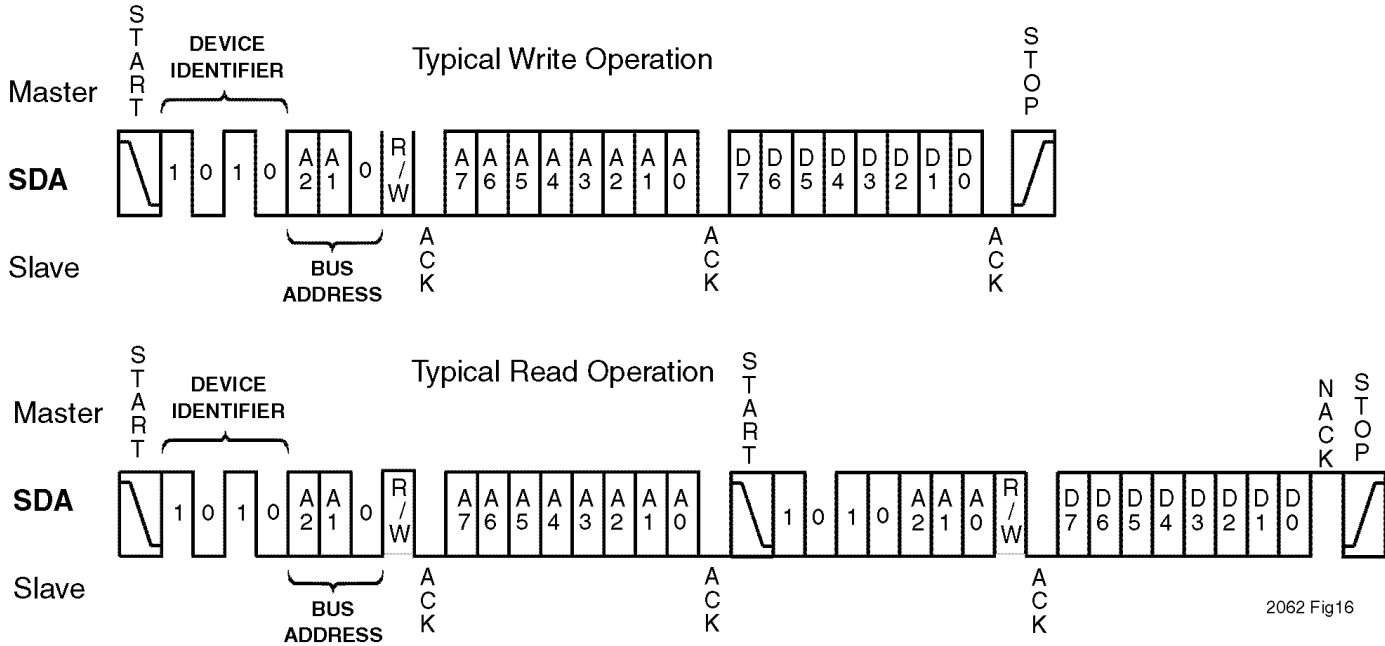 START
DEVICE
IDENTIFIER
Typical Write Operation
STOP
Master
SDA
1 0 1 0 A2 A1 0 R/W A7 A6 A5 A4 A3 A2 A1 A0 D7 D6 D5 D4 D3 D2 D1 D0
Slave
BUS
ADDRESS
ACK
ACK
ACK
START
DEVICE
IDENTIFIER
Typical Read Operation
START
NACK
STOP
Master
SDA
1 0 1 0 A2 A1 0 R/W A7 A6 A5 A4 A3 A2 A1 A0 1 0 1 0 A2 A1 A0 R/W D7 D6 D5 D4 D3 D2 D1 D0
Slave
BUS
ADDRESS
ACK
ACK
ACK
2062 Fig16